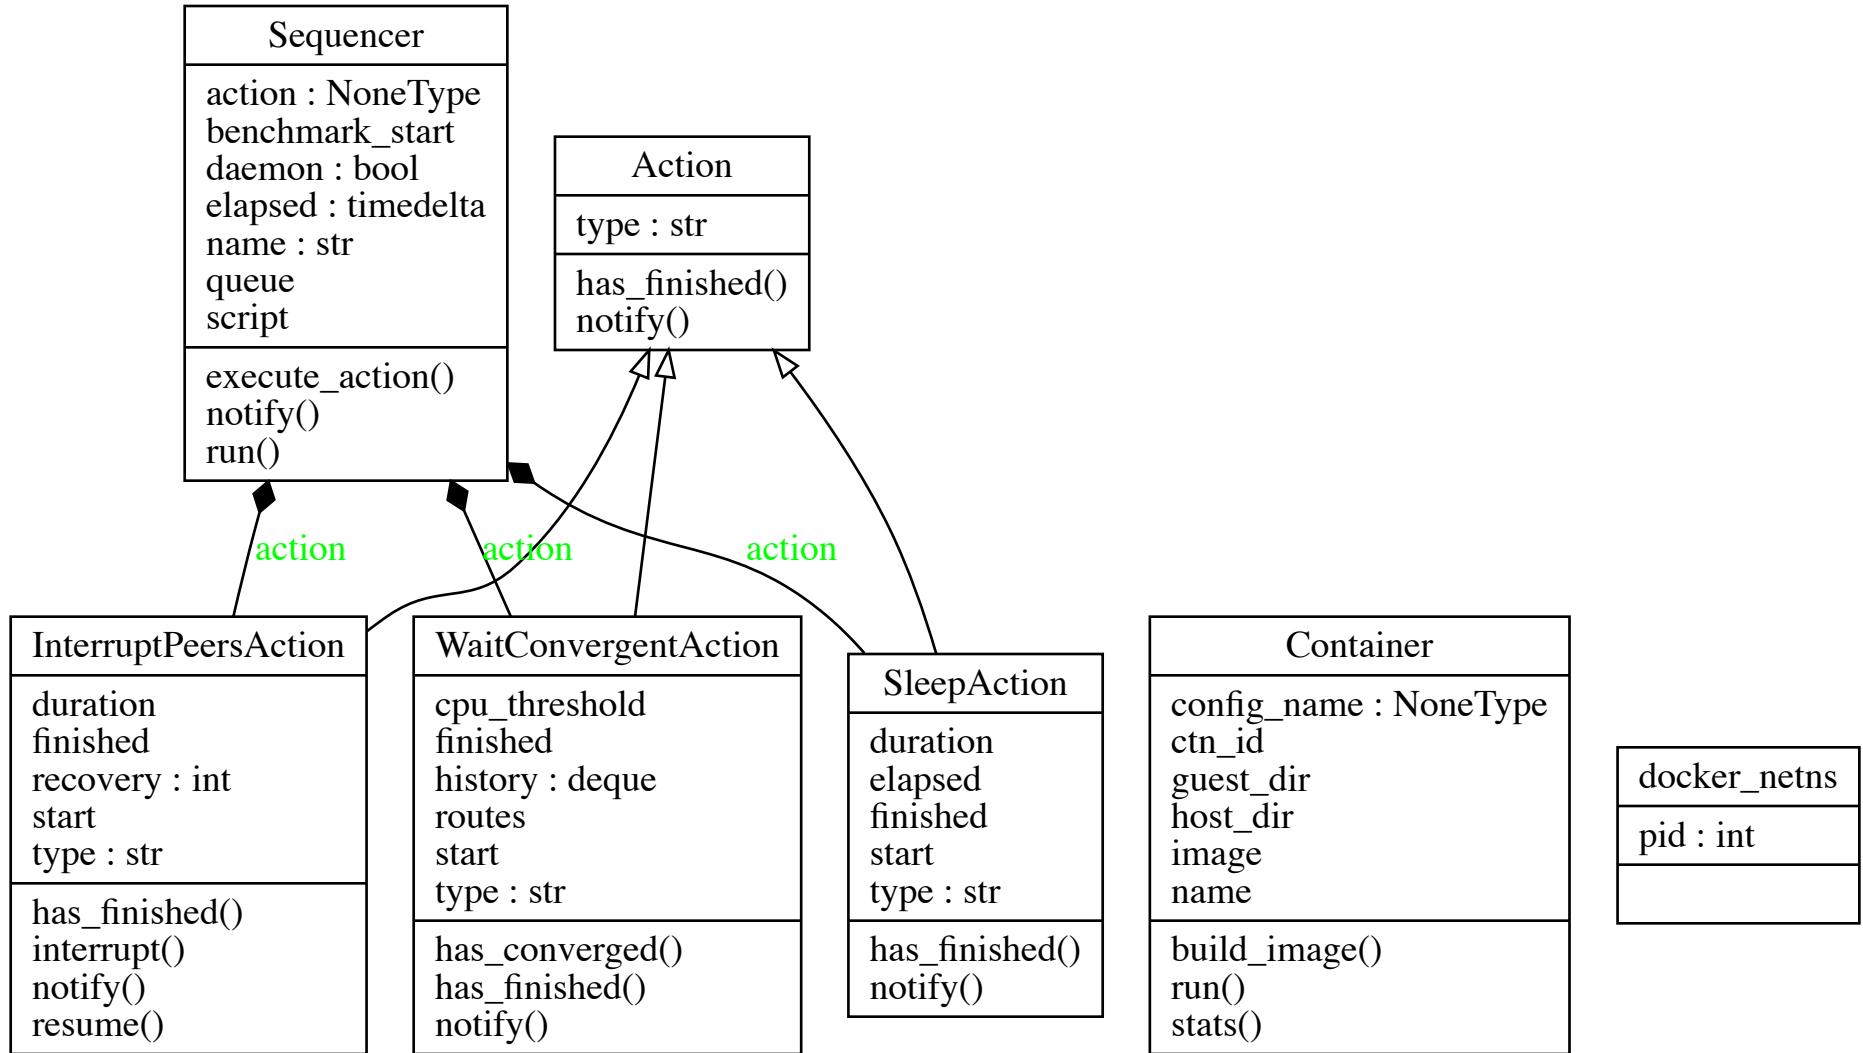 Sequencer
action : NoneType
benchmark_start
daemon : bool
elapsed : timedelta
name : str
queue
script
execute_action()
notify()
run()
Action
type : str
has_finished()
notify()
action
action
action
InterruptPeersAction
duration
finished
recovery : int
start
type : str
has_finished()
interrupt()
notify()
resume()
WaitConvergentAction
cpu_threshold
finished
history : deque
routes
start
type : str
has_converged()
has_finished()
notify()
SleepAction
duration
elapsed
finished
start
type : str
has_finished()
notify()
Container
config_name : NoneType
ctn_id
guest_dir
host_dir
image
name
build_image()
run()
stats()
docker_netns
pid : int